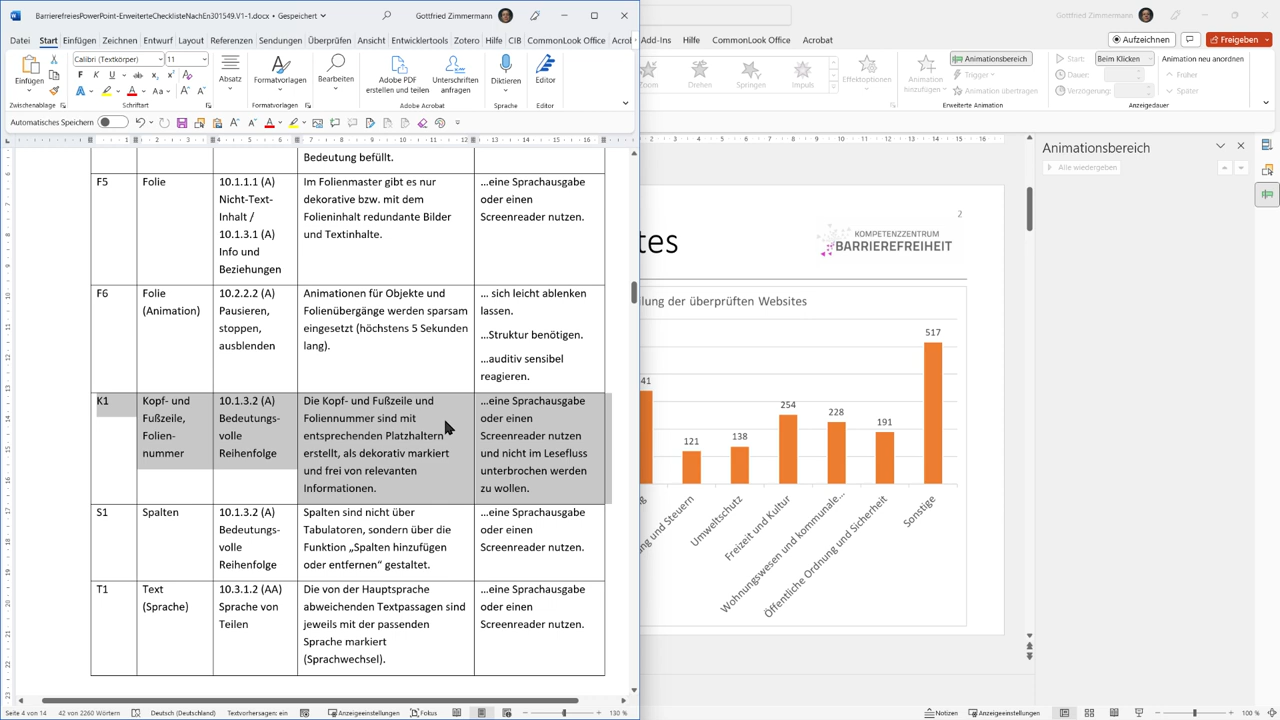 BarrierefreiesPowerPoint-ErweiterteChecklisteNachEn301549.V1-1.docx • Gespeichert
Gottfried Zimmermann
Gottfried Zimmermann
Datei Start Einfügen Zeichnen Entwurf Layout Referenzen Sendungen Überprüfen Ansicht Entwicklertools Zotero Hilfe CIB CommonLook Office Acrol
Add-Ins Hilfe CommonLook Office Acrobat
Aufzeichnen Freigeben
Calibri (Textkörper) 11
Einfügen
Absatz
Formatvorlagen
Bearbeiten
Adobe PDF erstellen und teilen
Unterschriften anfragen
Diktieren
Editor
Zwischenablage Schriftart Formatvorlagen Adobe Acrobat Sprache Editor
Stern Drehen Springen Impuls
Effektoptionen
Animation hinzufügen
Animationsbereich
Trigger
Animation übertragen
Erweiterte Animation
Start: Beim Klicken
Dauer:
Verzögerung:
Animation neu anordnen
Früher
Später
Anzeigedauer
Automatisches Speichern
Bedeutung befüllt.
F5
Folie
10.1.1.1 (A)
Nicht-Text-
Inhalt /
10.1.3.1 (A)
Info und
Beziehungen
Im Folienmaster gibt es nur
dekorative bzw. mit dem
Folieninhalt redundante Bilder
und Textinhalte.
…eine Sprachausgabe
oder einen
Screenreader nutzen.
F6
Folie
(Animation)
10.2.2.2 (A)
Pausieren,
stoppen,
ausblenden
Animationen für Objekte und
Folienübergänge werden sparsam
eingesetzt (höchstens 5 Sekunden
lang).
… sich leicht ablenken
lassen.
…Struktur benötigen.
…auditiv sensibel
reagieren.
K1
Kopf- und
Fußzeile,
Folien-
nummer
10.1.3.2 (A)
Bedeutungs-
volle
Reihenfolge
Die Kopf- und Fußzeile und
Foliennummer sind mit
entsprechenden Platzhaltern
erstellt, als dekorativ markiert
und frei von relevanten
Informationen.
…eine Sprachausgabe
oder einen
Screenreader nutzen
und nicht im Lesefluss
unterbrochen werden
zu wollen.
S1
Spalten
10.1.3.2 (A)
Bedeutungs-
volle
Reihenfolge
Spalten sind nicht über
Tabulatoren, sondern über die
Funktion „Spalten hinzufügen
oder entfernen“ gestaltet.
…eine Sprachausgabe
oder einen
Screenreader nutzen.
T1
Text
(Sprache)
10.3.1.2 (AA)
Sprache von
Teilen
Die von der Hauptsprache
abweichenden Textpassagen sind
jeweils mit der passenden
Sprache markiert
(Sprachwechsel).
…eine Sprachausgabe
oder einen
Screenreader nutzen.
2
tes
KOMPETENZZENTRUM
BARRIEREFREIHEIT
lung der überprüften Websites
41
121
138
254
228
191
517
ng und Steuern
Umweltschutz
Freizeit und Kultur
Wohnungswesen und kommunale…
Öffentliche Ordnung und Sicherheit
Sonstige
Animationsbereich
Alle wiedergeben
Seite 4 von 14 42 von 2260 Wörtern Deutsch (Deutschland) Textvorhersagen: ein Anzeigeeinstellungen Fokus 130 %
Notizen Anzeigeeinstellungen 100 %